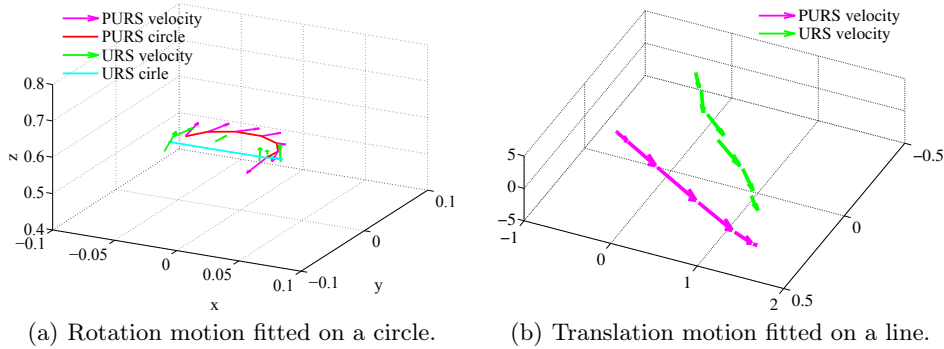 PURS velocity
PURS circle
URS velocity
URS cirle
0.8
0.7
0.6
0.5
0.4
z
−0.1
−0.05
0
0.05
0.1
x
−0.1
0
0.1
y
(a) Rotation motion fitted on a circle.
PURS velocity
URS velocity
5
0
−5
−1
0
1
2
0.5
0
−0.5
(b) Translation motion fitted on a line.